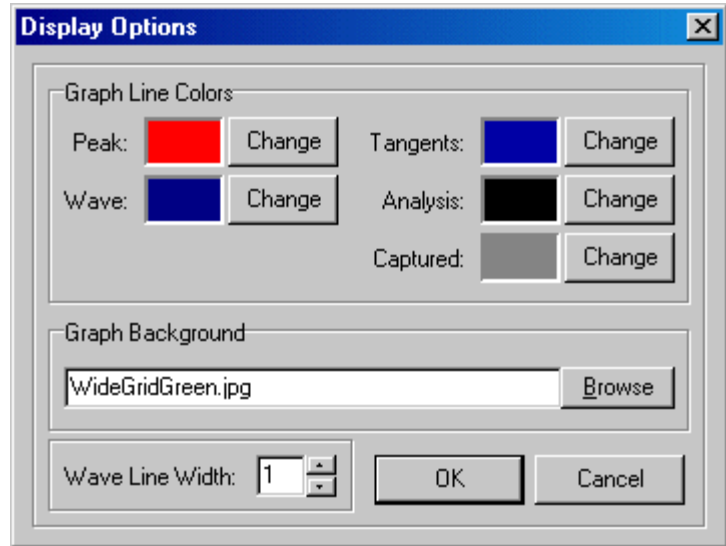 Display Options
Graph Line Colors
Peak: Change Tangents: Change
Wave: Change Analysis: Change
Captured: Change
Graph Background
WideGridGreen.jpg Browse
Wave Line Width: 1 OK Cancel